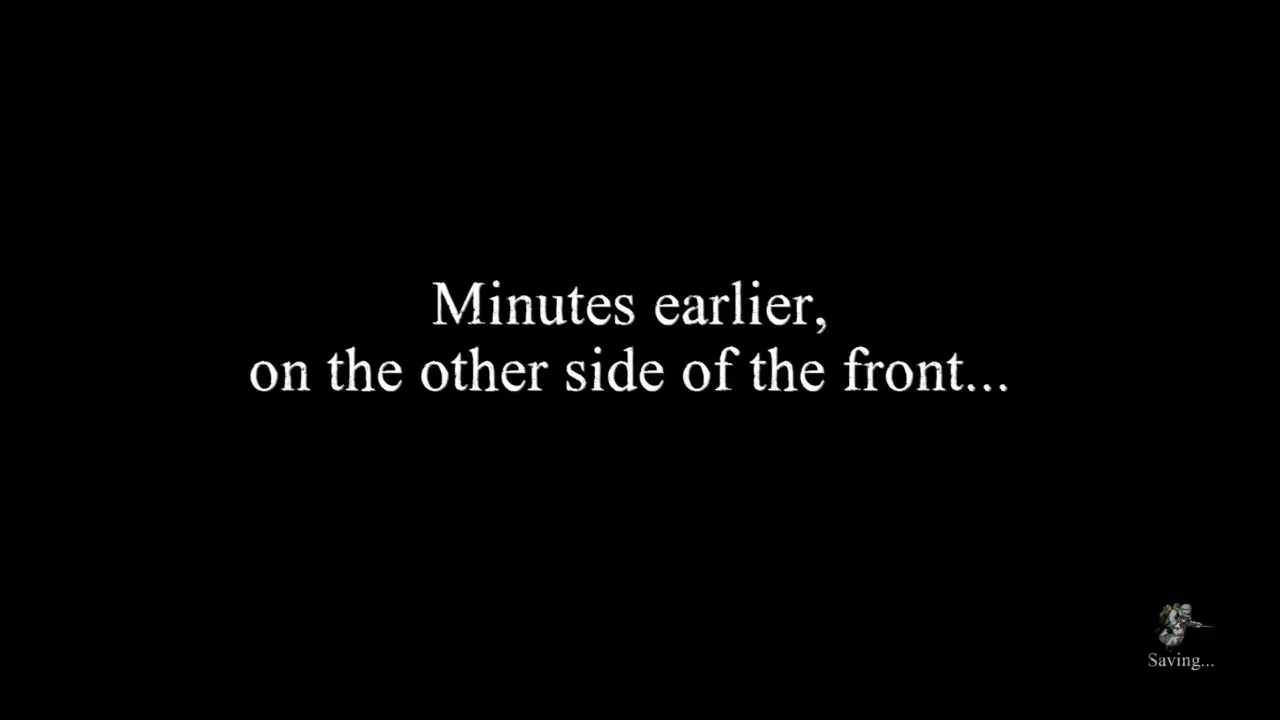 Minutes earlier,
on the other side of the front...
Saving...